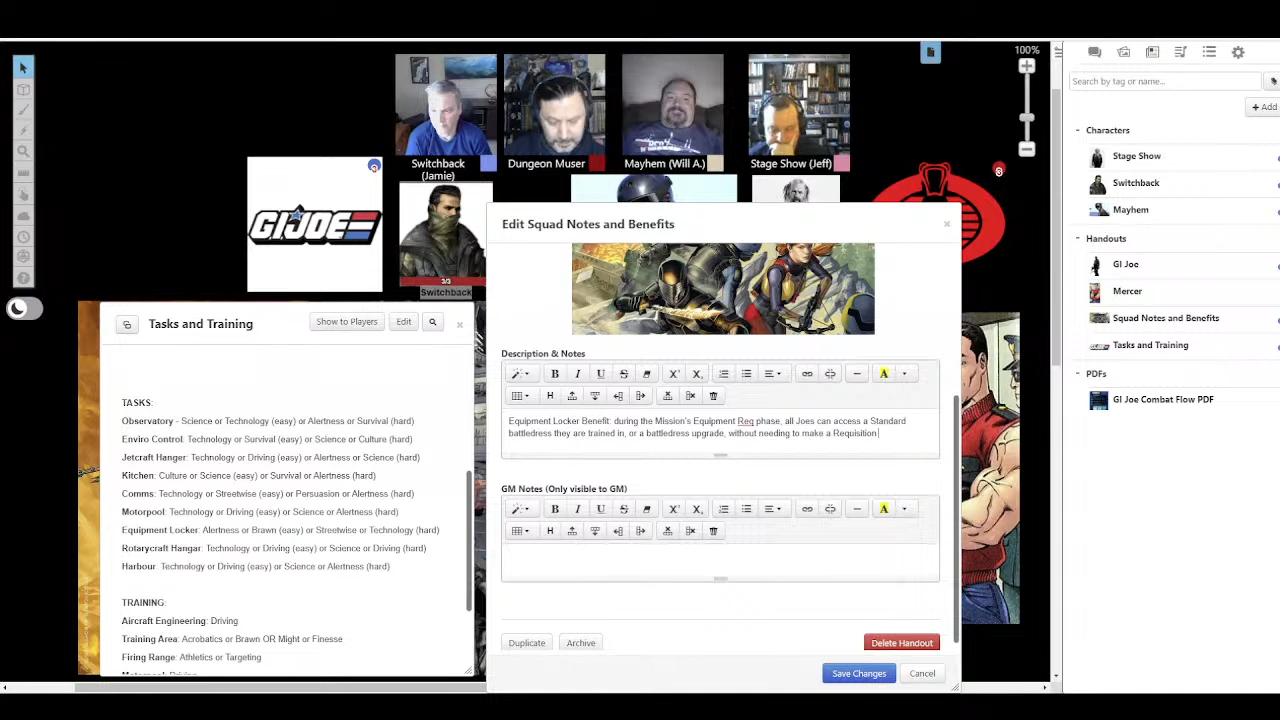 100%
Search by tag or name...
+ Add
Characters
Stage Show
Switchback
Mayhem
Handouts
GI Joe
Mercer
Squad Notes and Benefits
Tasks and Training
PDFs
GI Joe Combat Flow PDF
Switchback
(Jamie)
Dungeon Muser
Mayhem (Will A.)
Stage Show (Jeff)
GI JOE
3/3
Switchback
Tasks and Training
Show to Players
Edit
TASKS:
Observatory - Science or Technology (easy) or Alertness or Survival (hard)
Enviro Control: Technology or Survival (easy) or Science or Culture (hard)
Jetcraft Hanger: Technology or Driving (easy) or Alertness or Science (hard)
Kitchen: Culture or Science (easy) or Survival or Alertness (hard)
Comms: Technology or Streetwise (easy) or Persuasion or Alertness (hard)
Motorpool: Technology or Driving (easy) or Science or Alertness (hard)
Equipment Locker: Alertness or Brawn (easy) or Streetwise or Technology (hard)
Rotarycraft Hangar: Technology or Driving (easy) or Science or Driving (hard)
Harbour: Technology or Driving (easy) or Science or Alertness (hard)
TRAINING:
Aircraft Engineering: Driving
Training Area: Acrobatics or Brawn OR Might or Finesse
Firing Range: Athletics or Targeting
Motorpool: Driving
Edit Squad Notes and Benefits
Description & Notes
Equipment Locker Benefit: during the Mission's Equipment Req phase, all Joes can access a Standard
battledress they are trained in, or a battledress upgrade, without needing to make a Requisition
GM Notes (Only visible to GM)
Duplicate
Archive
Delete Handout
Save Changes
Cancel